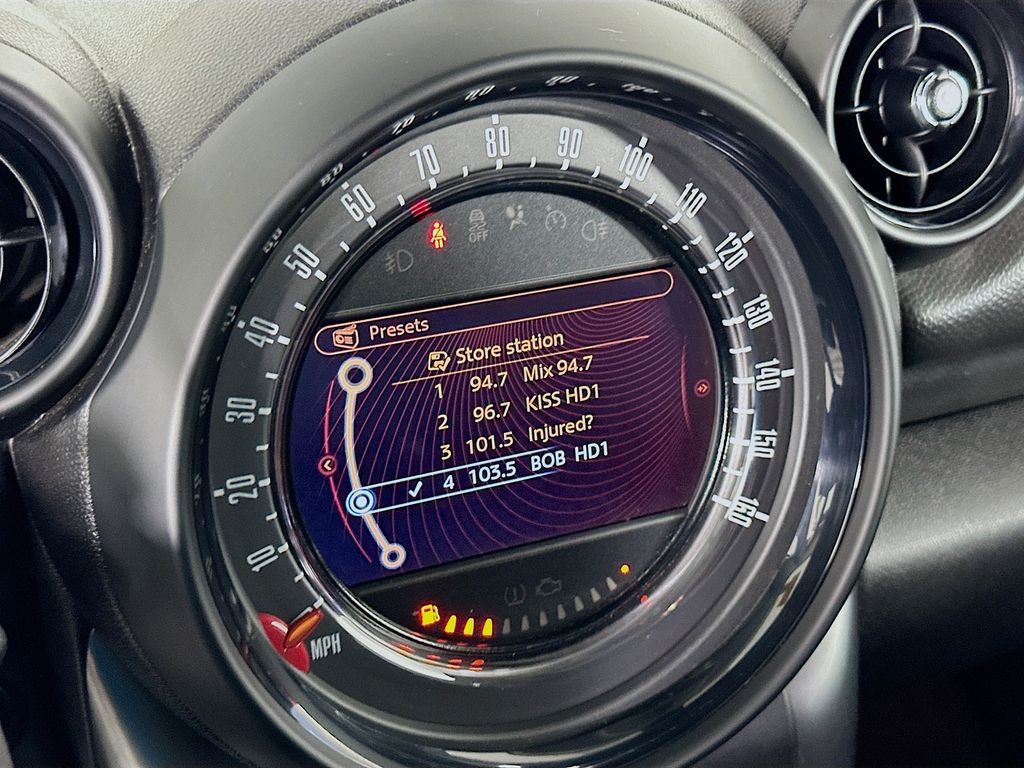 10
20
30
40
50
60
70
80
90
100
110
120
130
140
150
160
MPH
OFF
Presets
Store station
1 94.7 Mix 94.7
2 96.7 KISS HD1
3 101.5 Injured?
✓ 4 103.5 BOB HD1